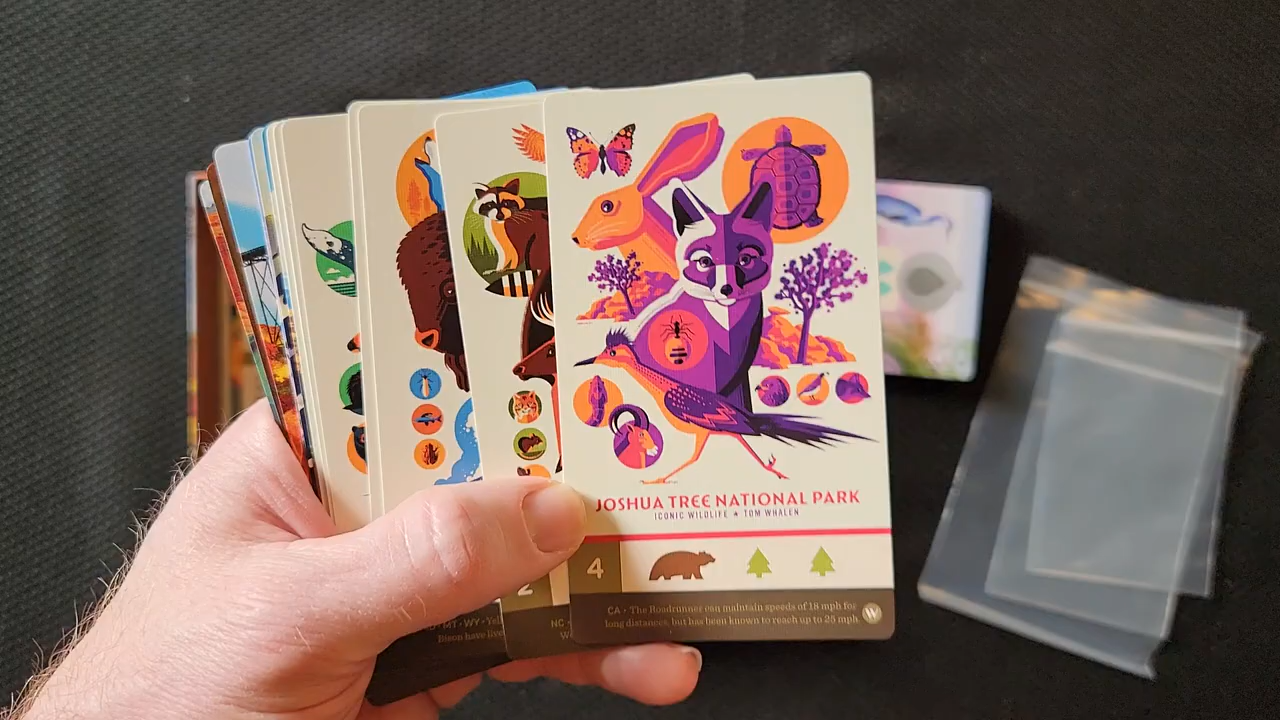 JOSHUA TREE NATIONAL PARK
ICONIC WILDLIFE ★ TOM WHALEN
4
CA • The Roadrunner can maintain speeds of 18 mph for
long distances, but has been known to reach up to 25 mph
W
2
NC •
MT • WY • Yel
Bison have live